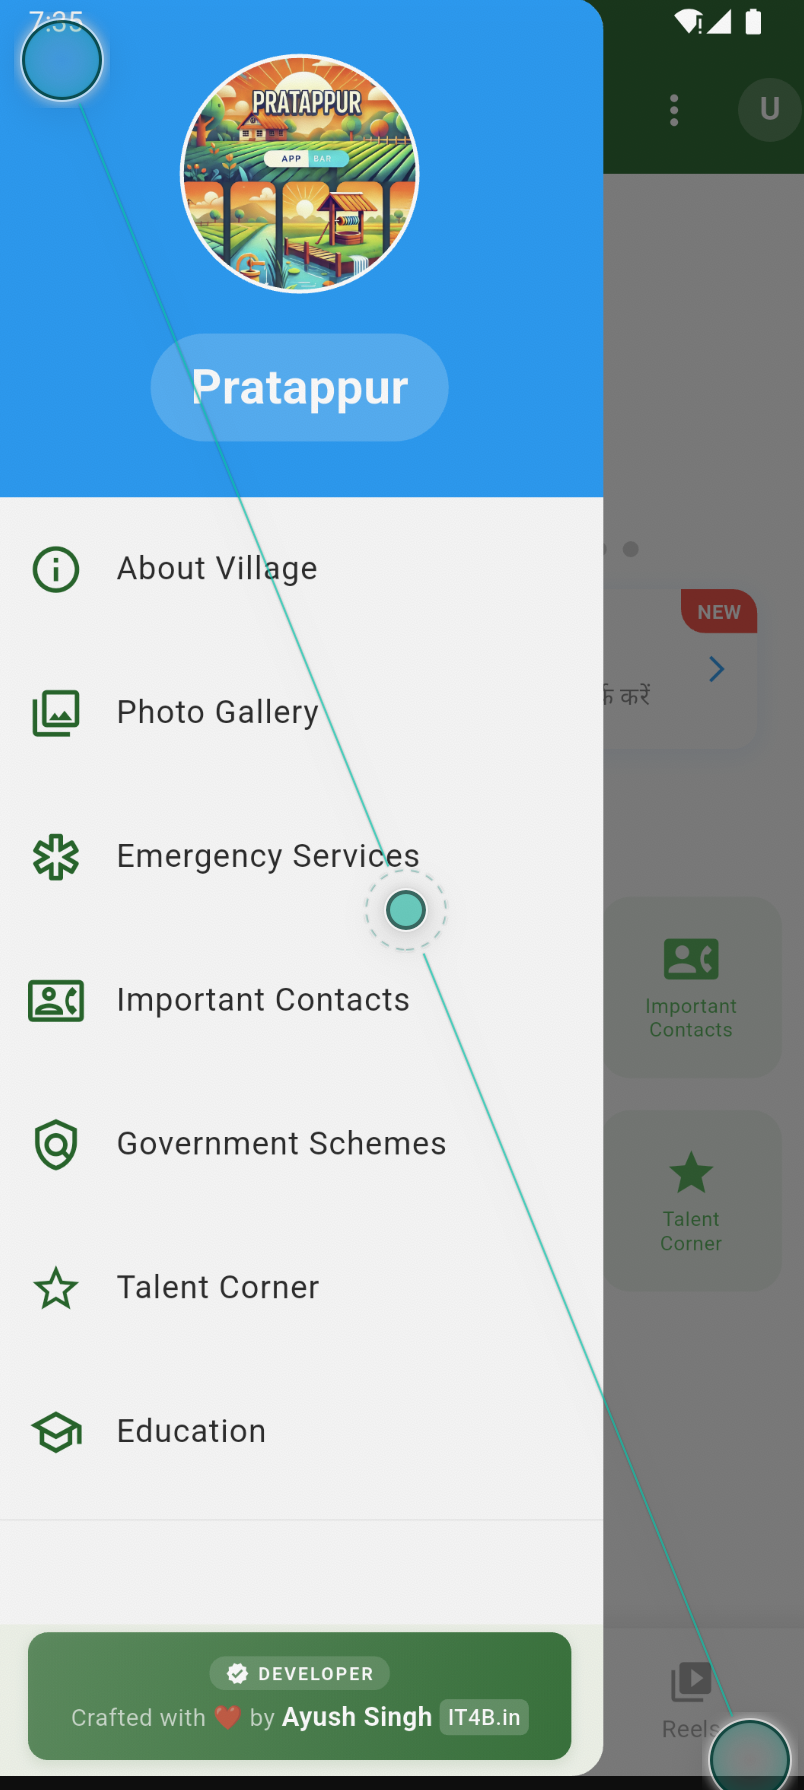 7:35
PRATAPPUR
APP BAR
U
Pratappur
About Village
NEW
करें
Photo Gallery
Emergency Services
Important Contacts
Important
Contacts
Government Schemes
Talent
Corner
Talent Corner
Education
DEVELOPER
Crafted with ❤️ by Ayush Singh IT4B.in
Reels